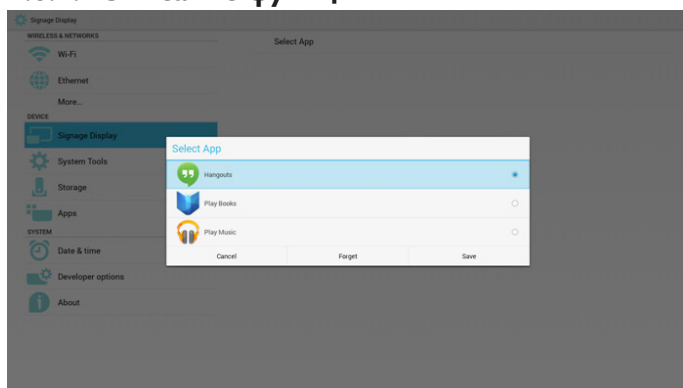 Signage Display
WIRELESS & NETWORKS
Select App
Wi-Fi
Ethernet
More...
DEVICE
Signage Display
System Tools
Storage
Apps
SYSTEM
Date & time
Developer options
About
Select App
Hangouts
Play Books
Play Music
Cancel
Forget
Save